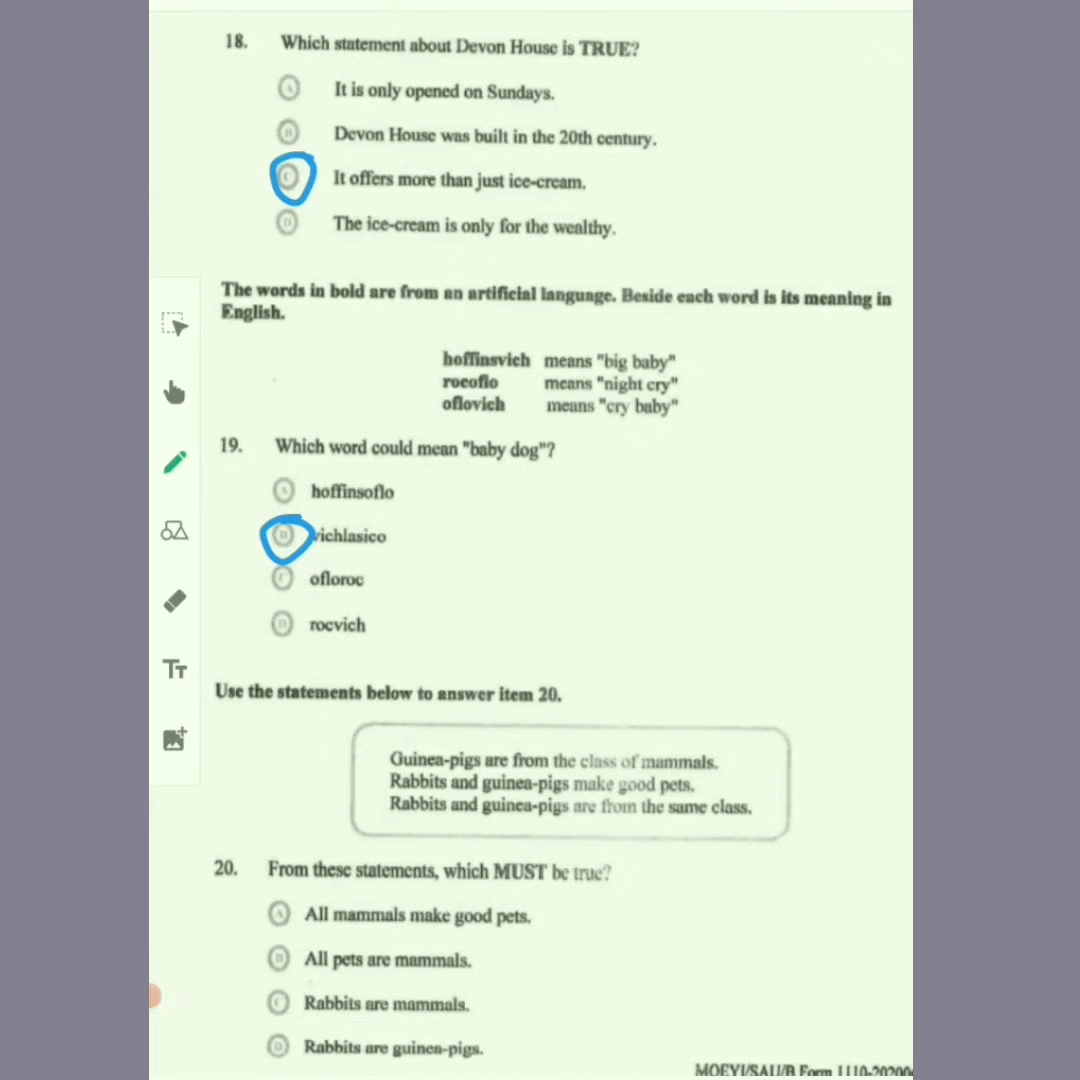 18. Which statement about Devon House is TRUE?
A It is only opened on Sundays.
B Devon House was built in the 20th century.
C It offers more than just ice-cream.
D The ice-cream is only for the wealthy.
The words in bold are from an artificial language. Beside each word is its meaning in
English.
hoffinsvich means "big baby"
rocoflo means "night cry"
oflovich means "cry baby"
19. Which word could mean "baby dog"?
A hoffinsoflo
B vichlasico
C ofloroc
D rocvich
Use the statements below to answer item 20.
Guinea-pigs are from the class of mammals.
Rabbits and guinea-pigs make good pets.
Rabbits and guinea-pigs are from the same class.
20. From these statements, which MUST be true?
A All mammals make good pets.
B All pets are mammals.
C Rabbits are mammals.
D Rabbits are guinea-pigs.
MOEYI/SAU/B Form 1110-20200
TT